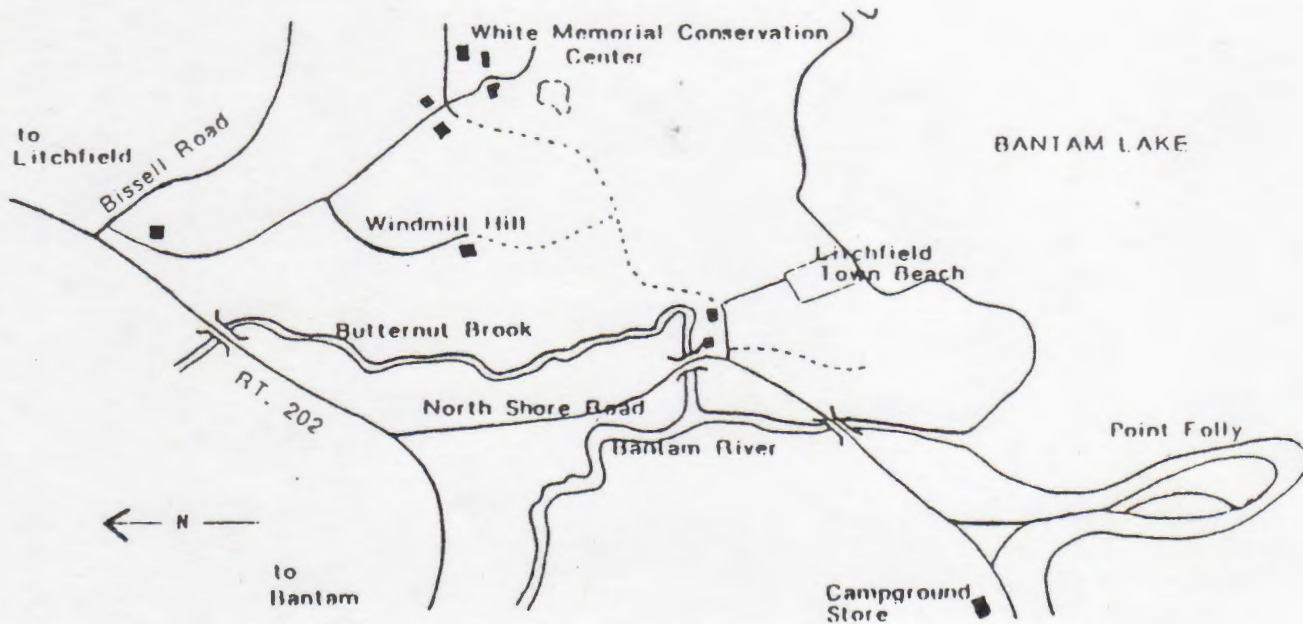 White Memorial Conservation
Center
to
Litchfield
Bissell Road
BANTAM LAKE
Windmill Hill
Litchfield
Town Beach
Butternut Brook
RT. 202
North Shore Road
Bantam River
Point Folly
N
to
Bantam
Campground
Store